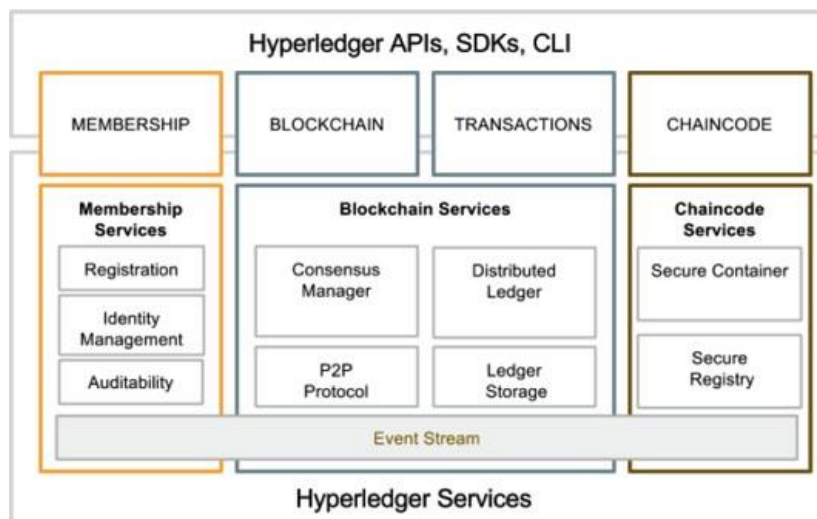 Hyperledger APIs, SDKs, CLI
MEMBERSHIP
BLOCKCHAIN
TRANSACTIONS
CHAINCODE
Membership
Services
Registration
Identity
Management
Auditability
Blockchain Services
Consensus
Manager
Distributed
Ledger
P2P
Protocol
Ledger
Storage
Chaincode
Services
Secure Container
Secure
Registry
Event Stream
Hyperledger Services